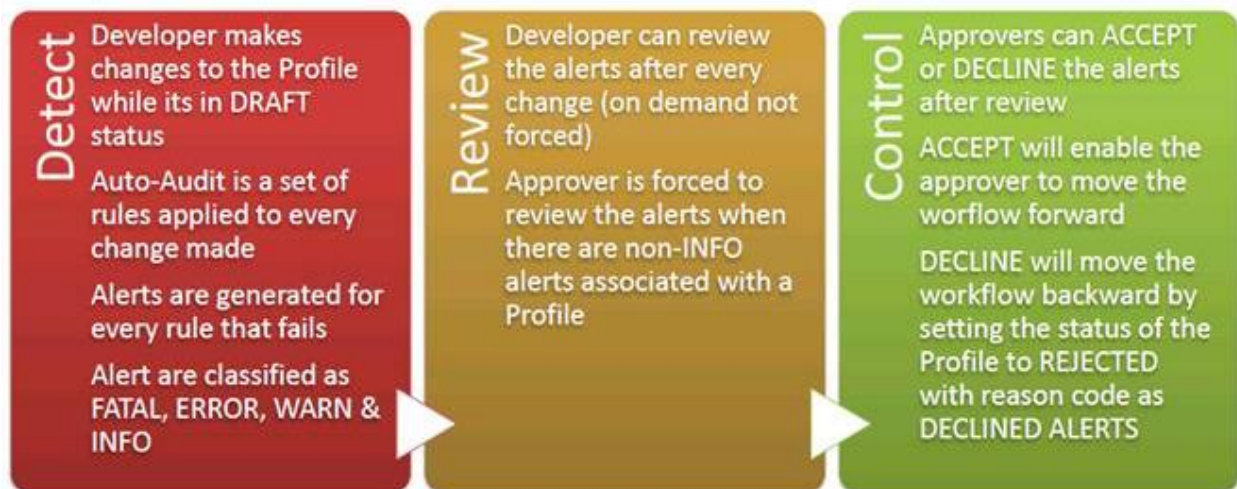 Detect
Developer makes
changes to the Profile
while its in DRAFT
status
Auto-Audit is a set of
rules applied to every
change made
Alerts are generated for
every rule that fails
Alert are classified as
FATAL, ERROR, WARN &
INFO
Review
Developer can review
the alerts after every
change (on demand not
forced)
Approver is forced to
review the alerts when
there are non-INFO
alerts associated with a
Profile
Control
Approvers can ACCEPT
or DECLINE the alerts
after review
ACCEPT will enable the
approver to move the
worflow forward
DECLINE will move the
workflow backward by
setting the status of the
Profile to REJECTED
with reason code as
DECLINED ALERTS